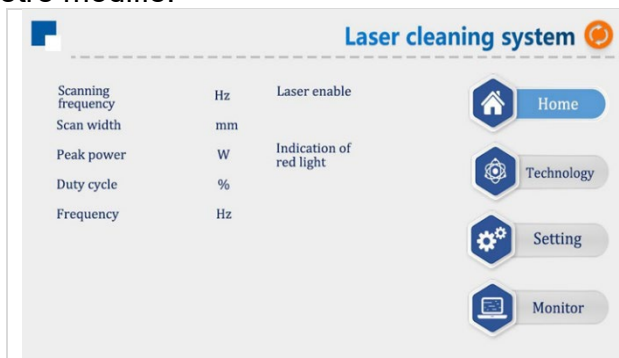 Laser cleaning system
Scanning
frequency
Hz
Laser enable
Home
Scan width
mm
Peak power
W
Indication of
red light
Technology
Duty cycle
%
Frequency
Hz
Setting
Monitor